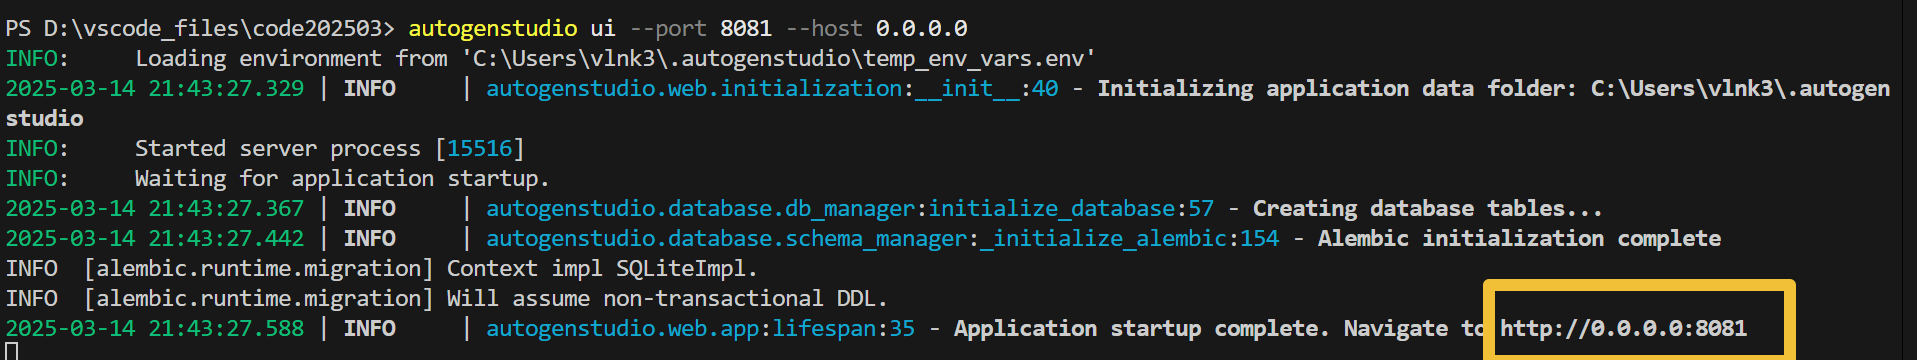 PS D:\vscode_files\code202503> autogenstudio ui --port 8081 --host 0.0.0.0
INFO:     Loading environment from 'C:\Users\vlnk3\.autogenstudio\temp_env_vars.env'
2025-03-14 21:43:27.329 | INFO     | autogenstudio.web.initialization:__init__:40 - Initializing application data folder: C:\Users\vlnk3\.autogen
studio
INFO:     Started server process [15516]
INFO:     Waiting for application startup.
2025-03-14 21:43:27.367 | INFO     | autogenstudio.database.db_manager:initialize_database:57 - Creating database tables...
2025-03-14 21:43:27.442 | INFO     | autogenstudio.database.schema_manager:_initialize_alembic:154 - Alembic initialization complete
INFO  [alembic.runtime.migration] Context impl SQLiteImpl.
INFO  [alembic.runtime.migration] Will assume non-transactional DDL.
2025-03-14 21:43:27.588 | INFO     | autogenstudio.web.app:lifespan:35 - Application startup complete. Navigate to http://0.0.0.0:8081